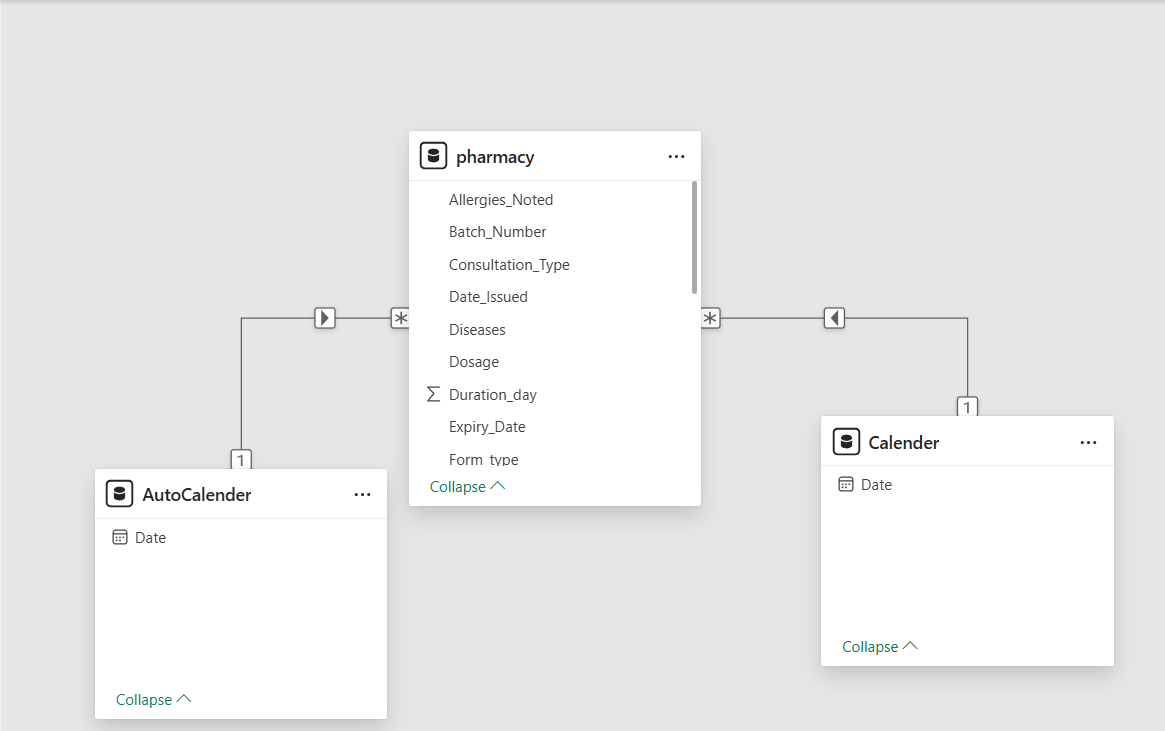 pharmacy
Allergies_Noted
Batch_Number
Consultation_Type
Date_Issued
Diseases
Dosage
Duration_day
Expiry_Date
Form_type
Collapse
1
AutoCalender
Date
Collapse
1
Calender
Date
Collapse